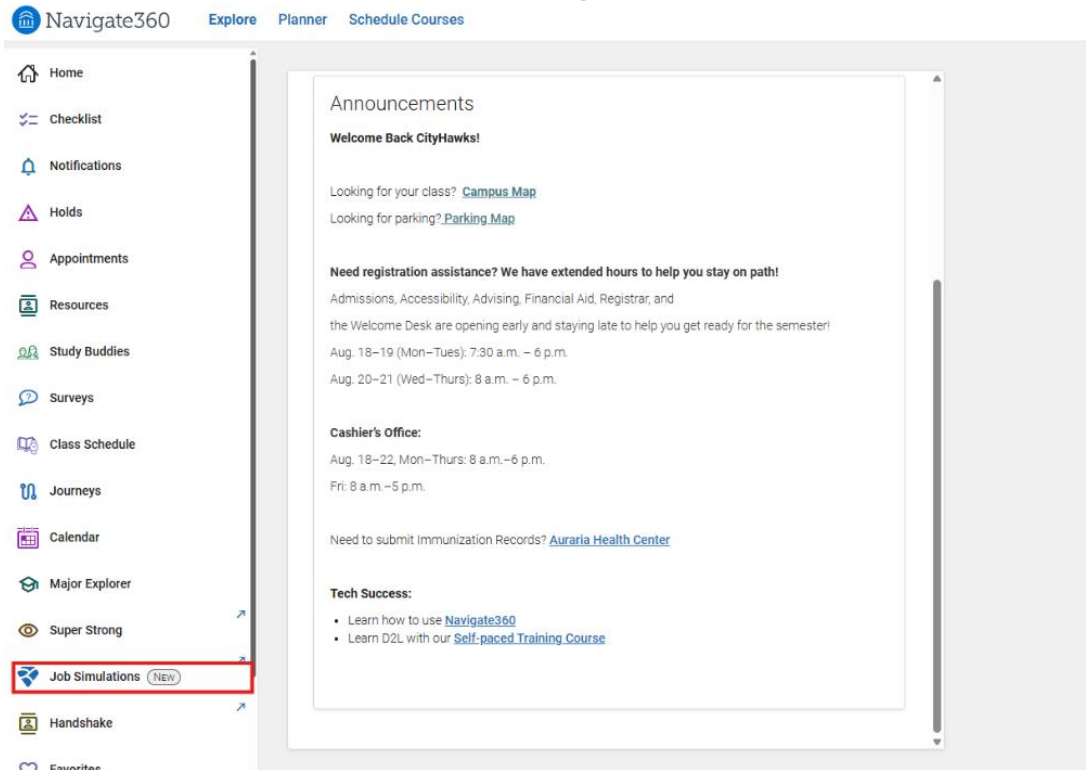 Navigate360 Explore Planner Schedule Courses
Home
Checklist
Notifications
Holds
Appointments
Resources
Study Buddies
Surveys
Class Schedule
Journeys
Calendar
Major Explorer
Super Strong
Job Simulations NEW
Handshake
Favorites
Announcements
Welcome Back CityHawks!
Looking for your class? Campus Map
Looking for parking? Parking Map
Need registration assistance? We have extended hours to help you stay on path!
Admissions, Accessibility, Advising, Financial Aid, Registrar, and
the Welcome Desk are opening early and staying late to help you get ready for the semester!
Aug. 18–19 (Mon–Tues): 7:30 a.m. – 6 p.m.
Aug. 20–21 (Wed–Thurs): 8 a.m. – 6 p.m.
Cashier's Office:
Aug. 18–22, Mon–Thurs: 8 a.m.–6 p.m.
Fri: 8 a.m.–5 p.m.
Need to submit Immunization Records? Auraria Health Center
Tech Success:
• Learn how to use Navigate360
• Learn D2L with our Self-paced Training Course